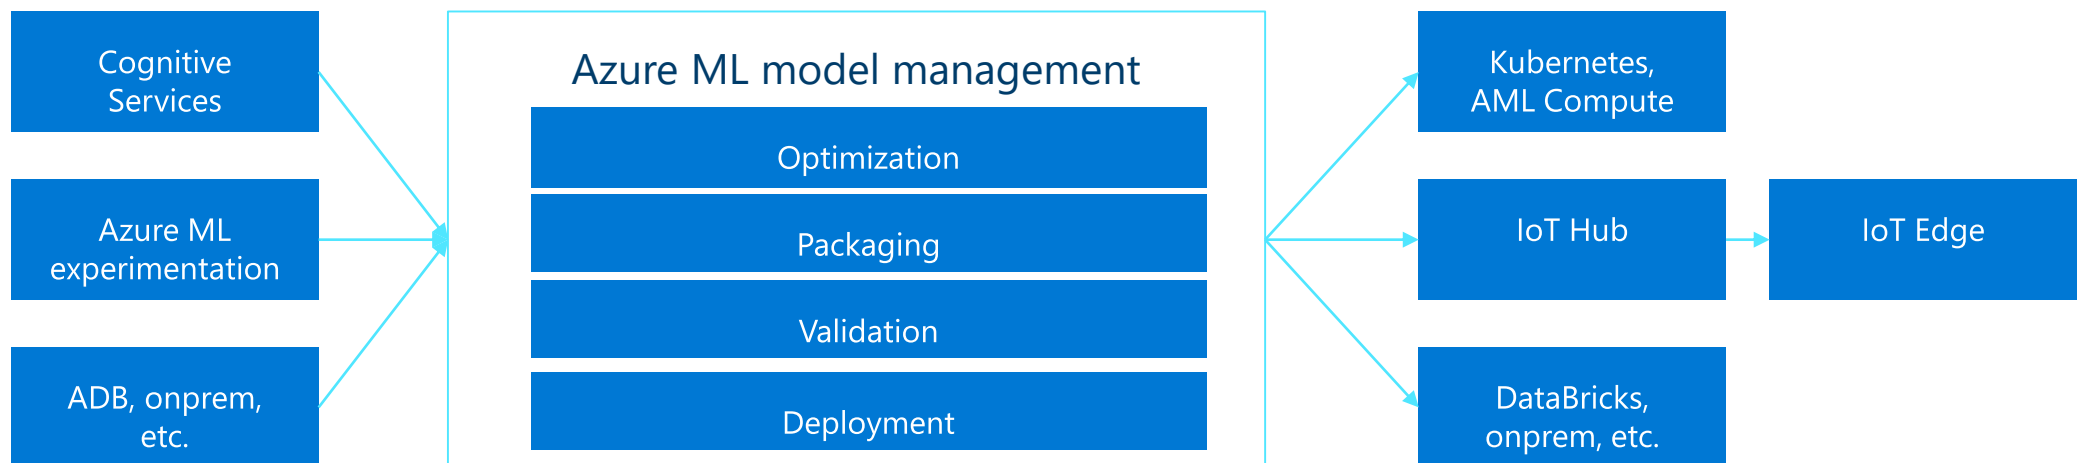 Cognitive
Services
Azure ML
experimentation
ADB, onprem,
etc.
Azure ML model management
Optimization
Packaging
Validation
Deployment
Kubernetes,
AML Compute
IoT Hub
IoT Edge
DataBricks,
onprem, etc.